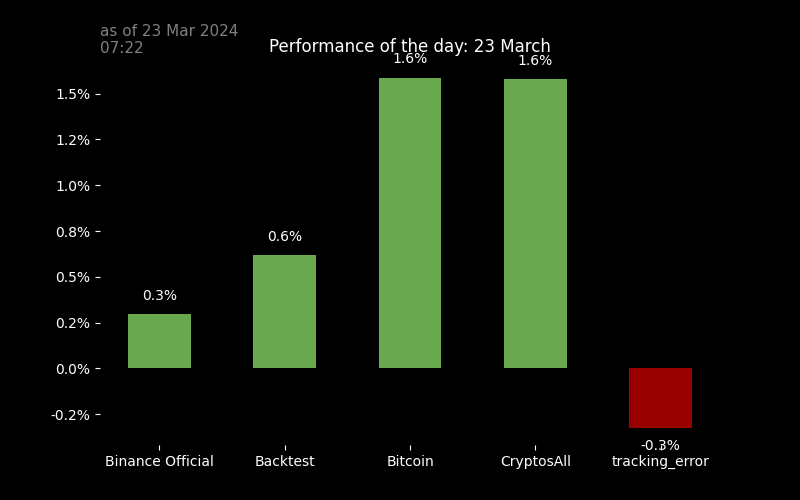 as of 23 Mar 2024
07:22
Performance of the day: 23 March
1.6%
1.6%
1.5%
1.2%
1.0%
0.8%
0.6%
0.5%
0.3%
0.2%
0.0%
-0.2%
-0.3%
Binance Official
Backtest
Bitcoin
CryptosAll
tracking_error